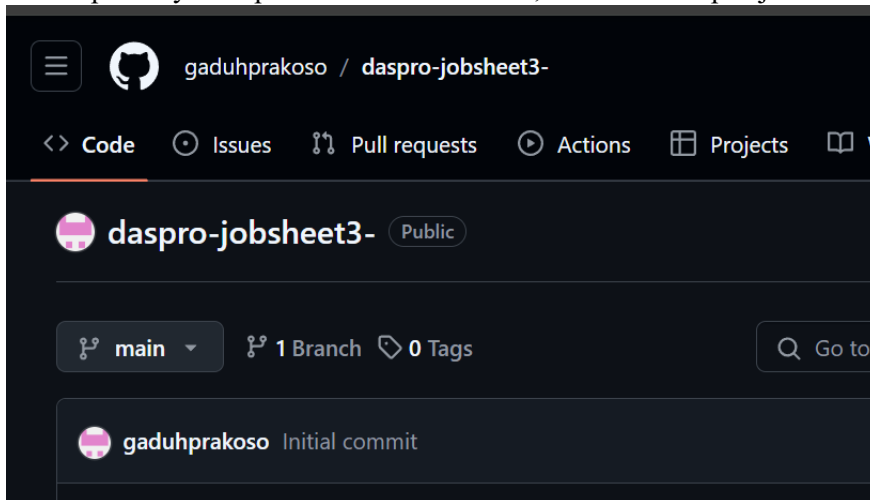 gaduhprakoso / daspro-jobsheet3-
Code Issues Pull requests Actions Projects
daspro-jobsheet3- Public
main 1 Branch 0 Tags Go to
gaduhprakoso Initial commit